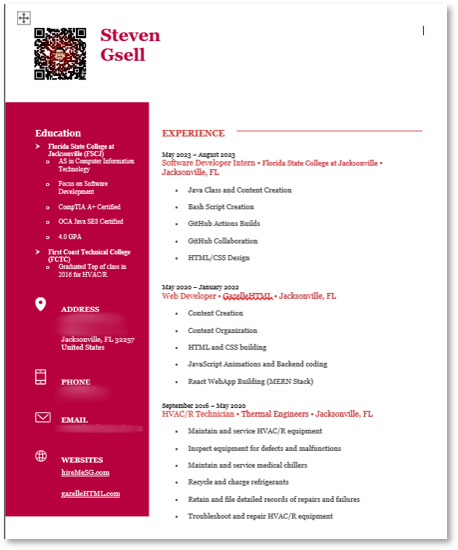 Steven
Gsell
Education
Florida State College at
Jacksonville (FSCJ)
AS in Computer Information
Technology
Focus on Software
Development
CompTIA A+ Certified
OCA Java SE8 Certified
4.0 GPA
First Coast Technical College
(FCTC)
Graduated Top of class in
2016 for HVAC/R
ADDRESS
Jacksonville, FL 32257
United States
PHONE
EMAIL
WEBSITES
hireMeSG.com
gazelleHTML.com
EXPERIENCE
May 2023 – August 2023
Software Developer Intern • Florida State College at Jacksonville •
Jacksonville, FL
Java Class and Content Creation
Bash Script Creation
GitHub Actions Builds
GitHub Collaboration
HTML/CSS Design
May 2020 – January 2022
Web Developer • GazelleHTML • Jacksonville, FL
Content Creation
Content Organization
HTML and CSS building
JavaScript Animations and Backend coding
React WebApp Building (MERN Stack)
September 2016 – May 2020
HVAC/R Technician • Thermal Engineers • Jacksonville, FL
Maintain and service HVAC/R equipment
Inspect equipment for defects and malfunctions
Maintain and service medical chillers
Recycle and charge refrigerants
Retain and file detailed records of repairs and failures
Troubleshoot and repair HVAC/R equipment